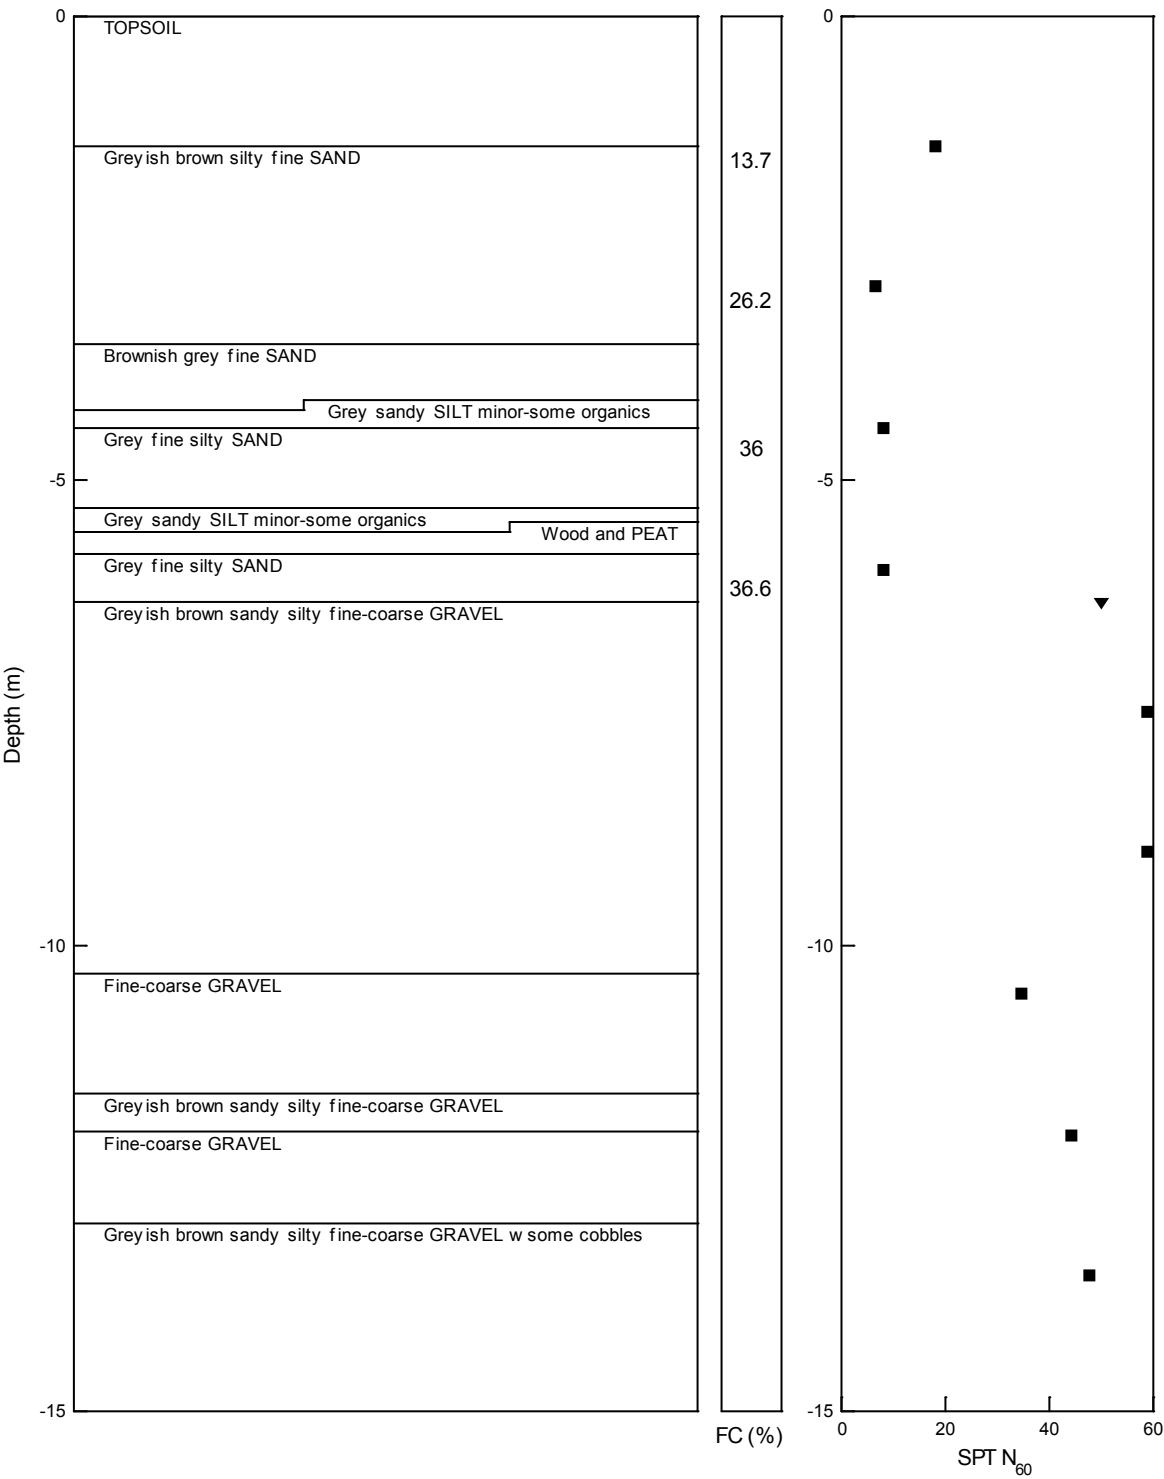 0
TOPSOIL
Greyish brown silty fine SAND
Brownish grey fine SAND
Grey sandy SILT minor-some organics
Grey fine silty SAND
-5
Grey sandy SILT minor-some organics
Wood and PEAT
Grey fine silty SAND
Greyish brown sandy silty fine-coarse GRAVEL
Depth (m)
-10
Fine-coarse GRAVEL
Greyish brown sandy silty fine-coarse GRAVEL
Fine-coarse GRAVEL
Greyish brown sandy silty fine-coarse GRAVEL w some cobbles
-15
13.7
26.2
36
36.6
FC (%)
0
-5
-10
-15
0 20 40 60
SPT N60